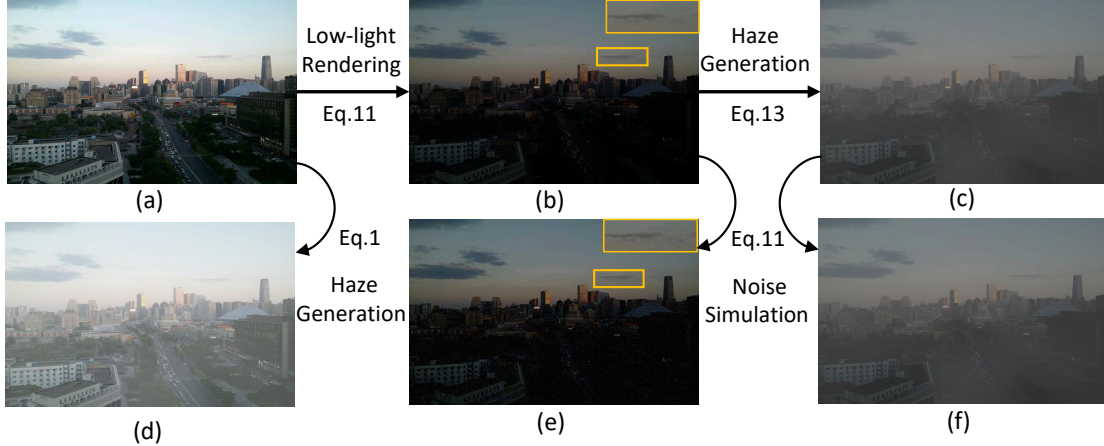 Low-light
Rendering
Eq.11
Haze
Generation
Eq.13
(a)
(b)
(c)
Eq.1
Haze
Generation
Eq.11
Noise
Simulation
(d)
(e)
(f)